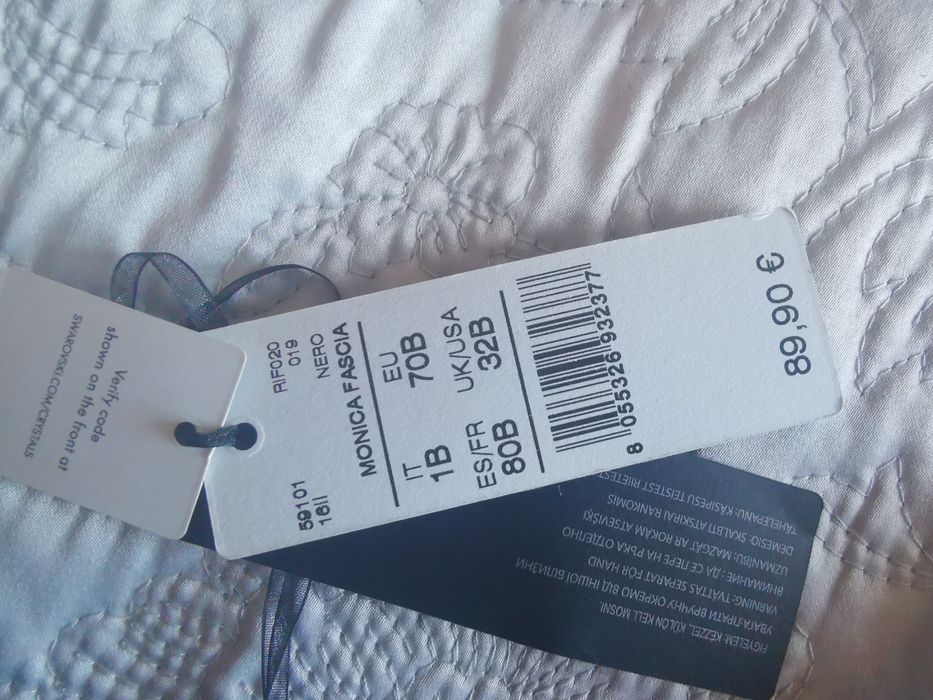 Verify code
shown on the front at
SWAROVSKI.COM/CRYSTALS
59101
16II
RIF020
019
NERO
MONICA FASCIA
IT
1B
EU
70B
ES/FR
80B
UK/USA
32B
8 055326 932377
89,90 €
FIGYELEM: KÉZZEL, KÜLÖN KELL MOSNI.
УВАГА-ПРАТИ ВРУЧНУ ОКРЕМО ВІД ІНШОЇ БІЛИЗНИ
VARNING: TVÄTTAS SEPARAT FÖR HAND
ВНИМАНИЕ : ДА СЕ ПЕРЕ НА РЪКА ОТДЕЛНО
UZMANĪBU: MAZGĀT AR ROKĀM ATSEVIŠKI
DĖMESIO: SKALBTI ATSKIRAI RANKOMIS
TÄHELEPANU: KÄSIPESU TEISTEST RIIETEST